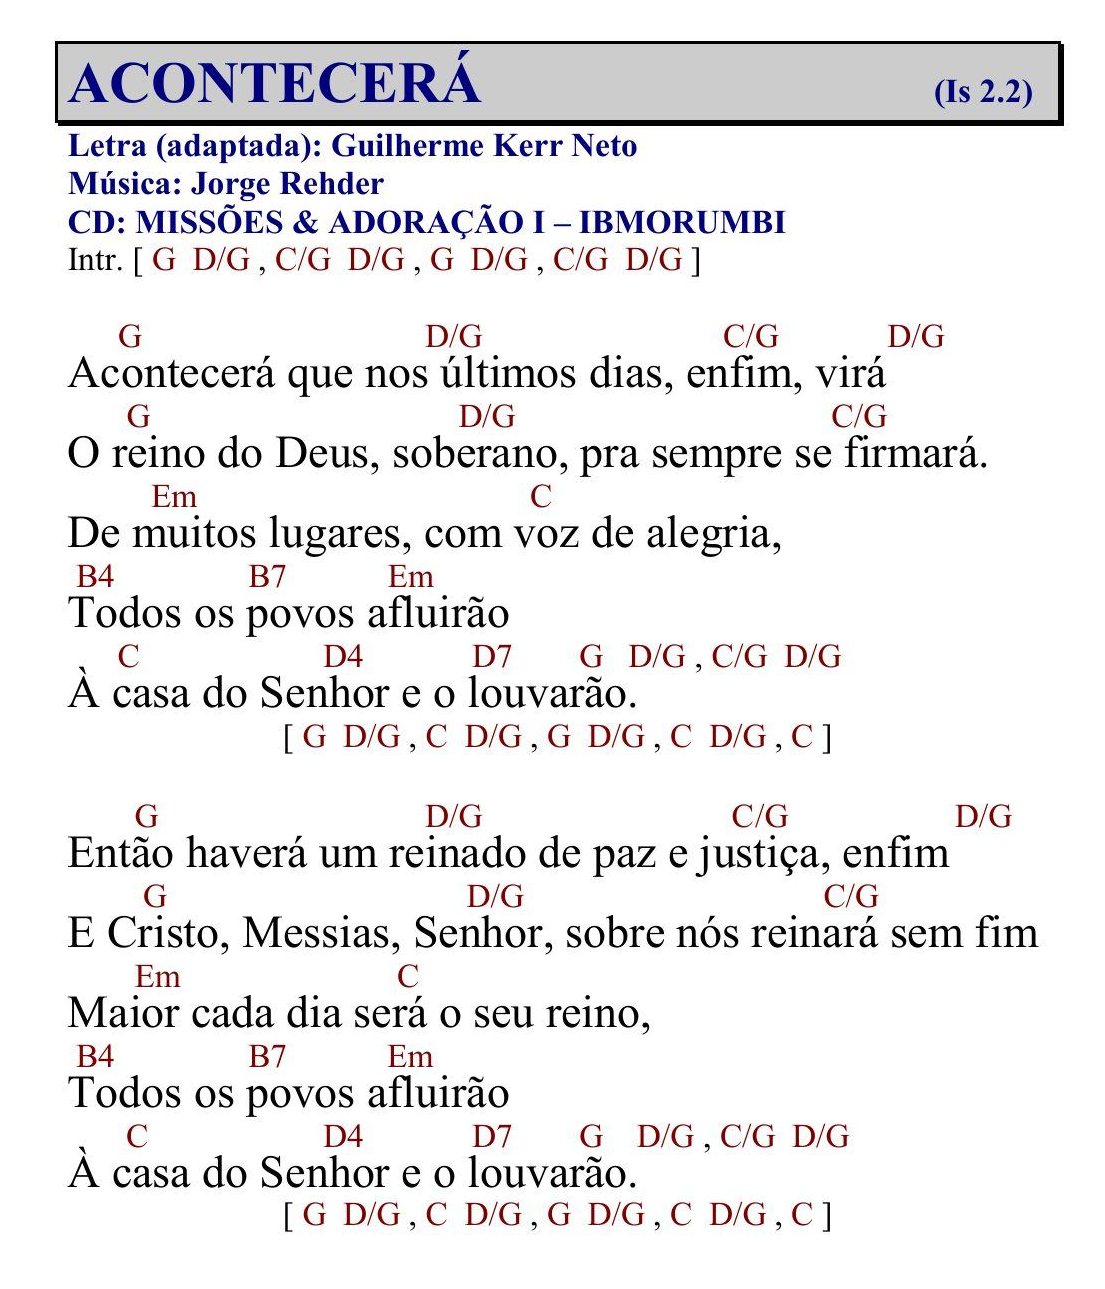 ACONTECERÁ (Is 2.2)
Letra (adaptada): Guilherme Kerr Neto
Música: Jorge Rehder
CD: MISSÕES & ADORAÇÃO I – IBMORUMBI
Intr. [ G D/G , C/G D/G , G D/G , C/G D/G ]
G D/G C/G D/G
Acontecerá que nos últimos dias, enfim, virá
G D/G C/G
O reino do Deus, soberano, pra sempre se firmará.
Em C
De muitos lugares, com voz de alegria,
B4 B7 Em
Todos os povos afluirão
C D4 D7 G D/G , C/G D/G
À casa do Senhor e o louvarão.
[ G D/G , C D/G , G D/G , C D/G , C ]
G D/G C/G D/G
Então haverá um reinado de paz e justiça, enfim
G D/G C/G
E Cristo, Messias, Senhor, sobre nós reinará sem fim
Em C
Maior cada dia será o seu reino,
B4 B7 Em
Todos os povos afluirão
C D4 D7 G D/G , C/G D/G
À casa do Senhor e o louvarão.
[ G D/G , C D/G , G D/G , C D/G , C ]